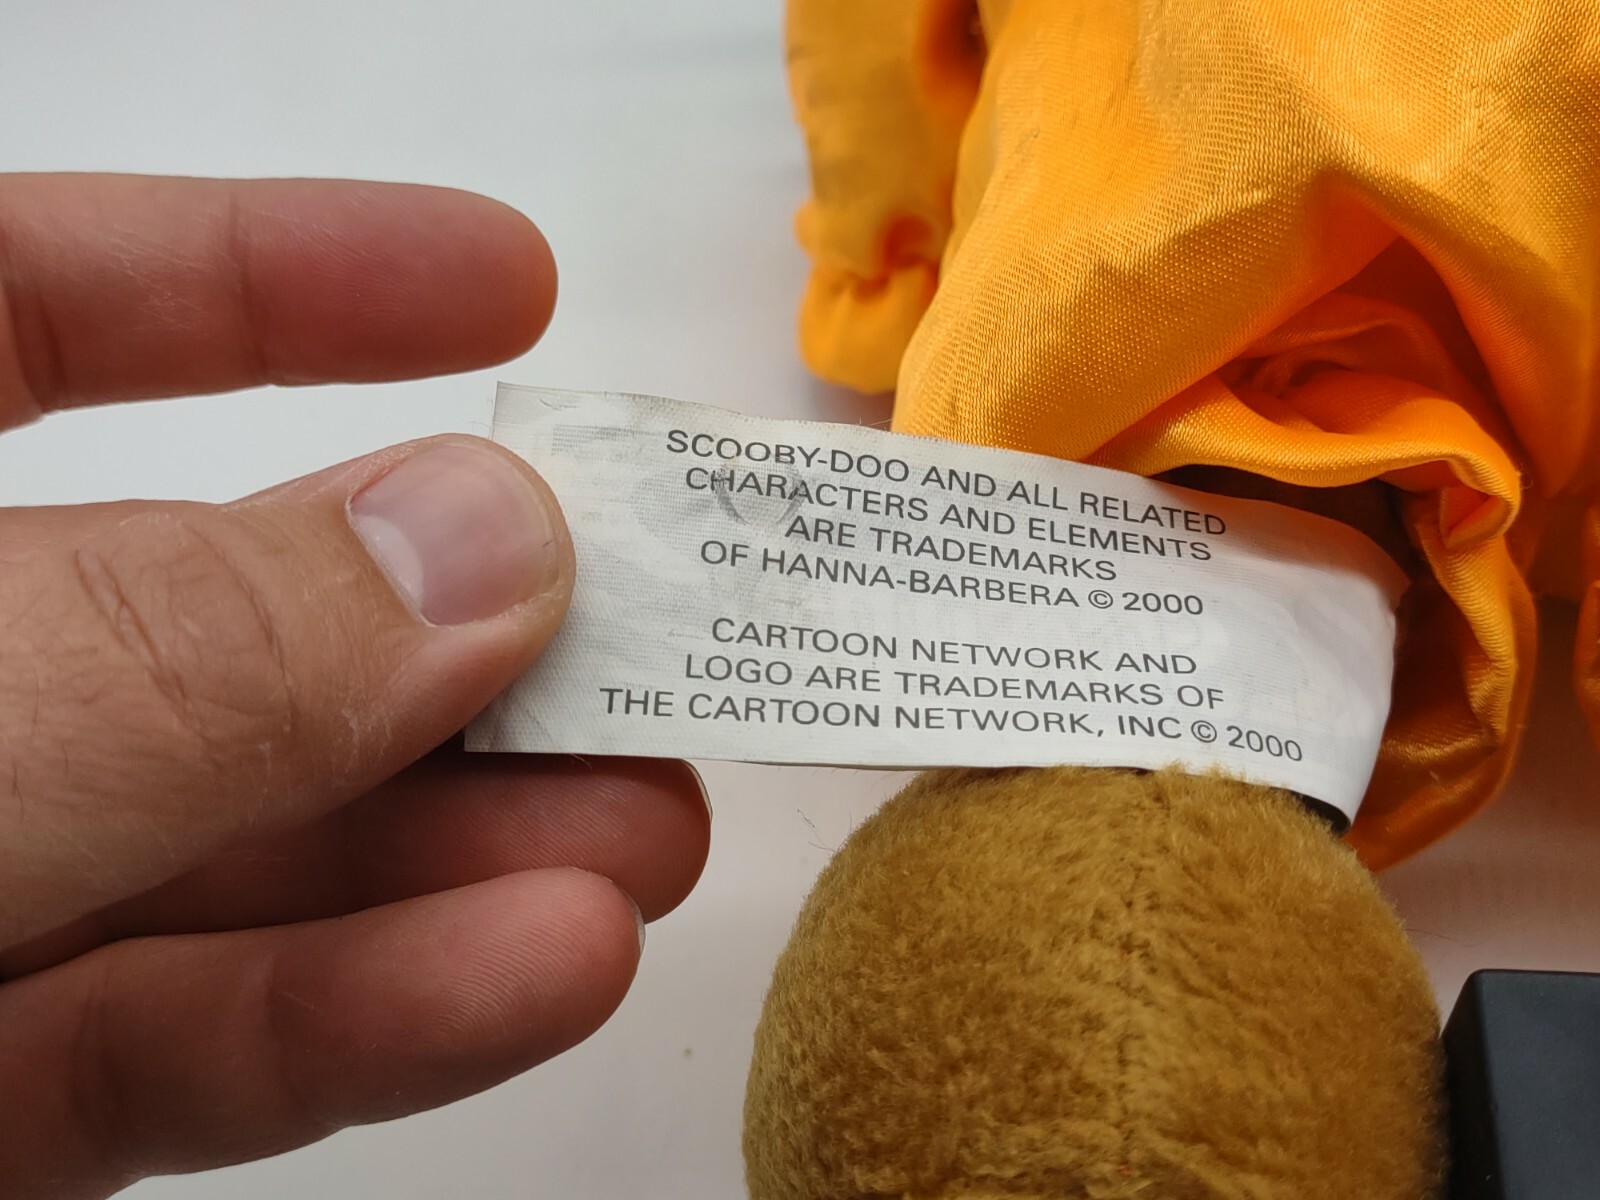 SCOOBY-DOO AND ALL RELATED
CHARACTERS AND ELEMENTS
ARE TRADEMARKS
OF HANNA-BARBERA © 2000
CARTOON NETWORK AND
LOGO ARE TRADEMARKS OF
THE CARTOON NETWORK, INC © 2000